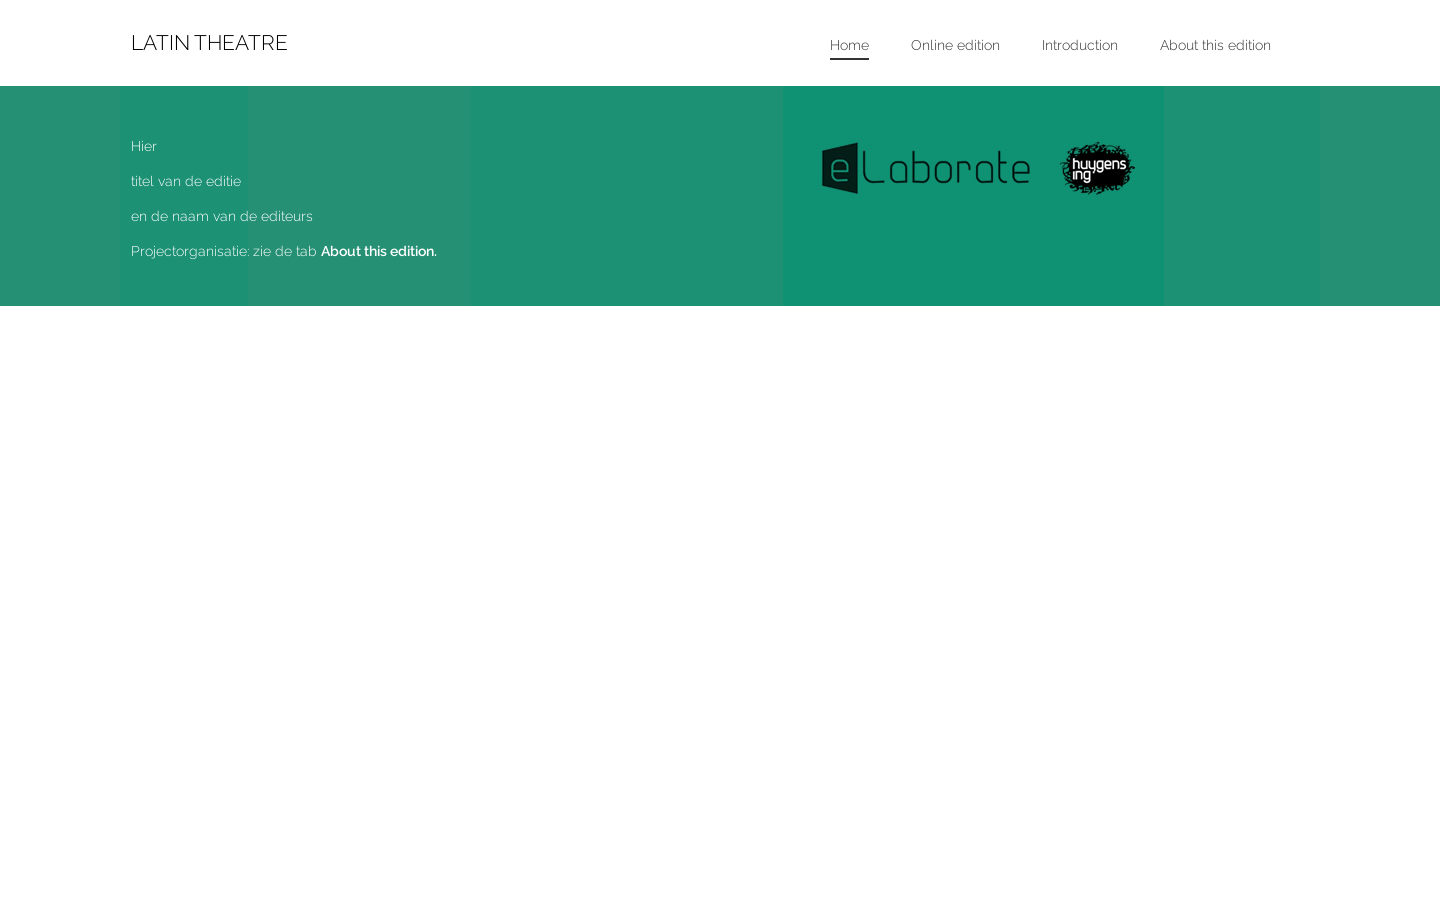 LATIN THEATRE
Home
Online edition
Introduction
About this edition
Hier
titel van de editie
en de naam van de editeurs
Projectorganisatie: zie de tab About this edition.
eLaborate
huygens
ing